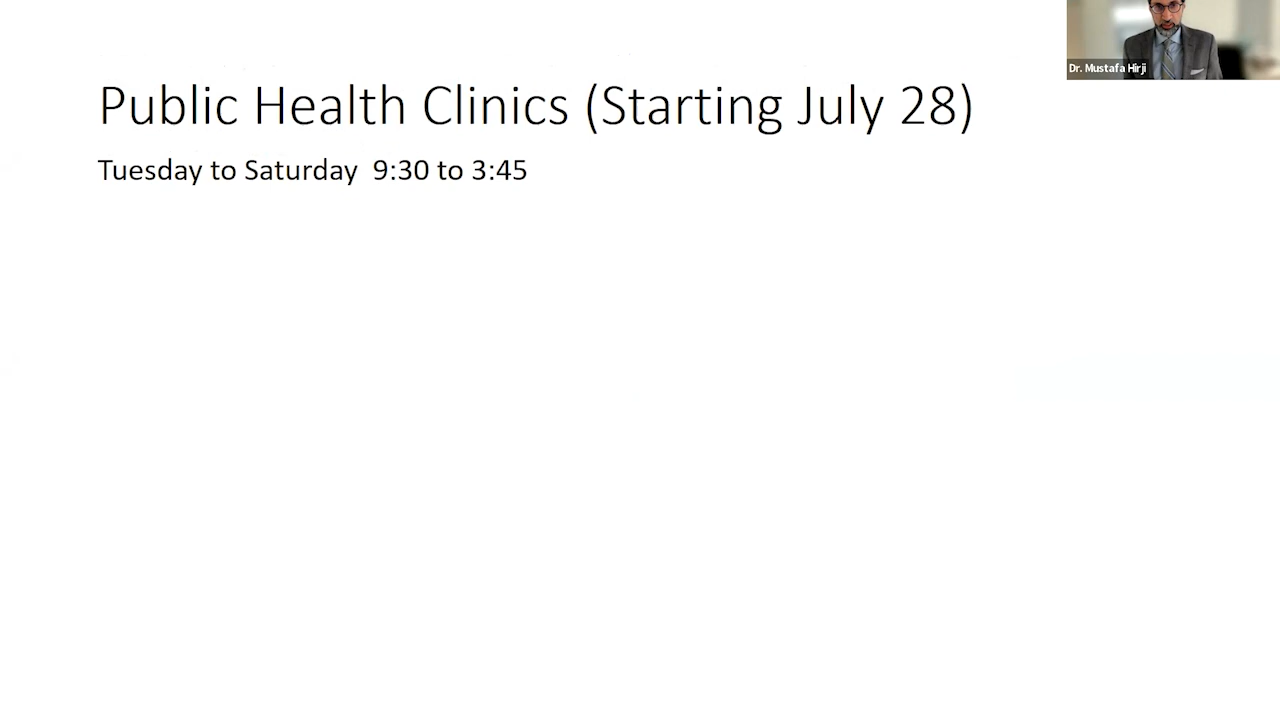 Dr. Mustafa Hirji
Public Health Clinics (Starting July 28)
Tuesday to Saturday  9:30 to 3:45